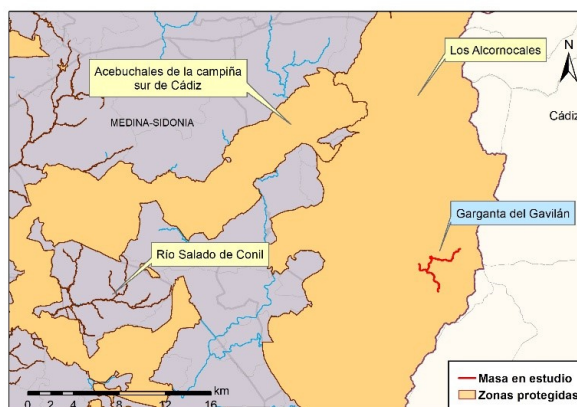 Los Alcornocales
N
Acebuchales de la campiña
sur de Cádiz
Cádiz
MEDINA-SIDONIA
Garganta del Gavilán
Río Salado de Conil
km
0 2 4 8 12 16
Masa en estudio
Zonas protegidas